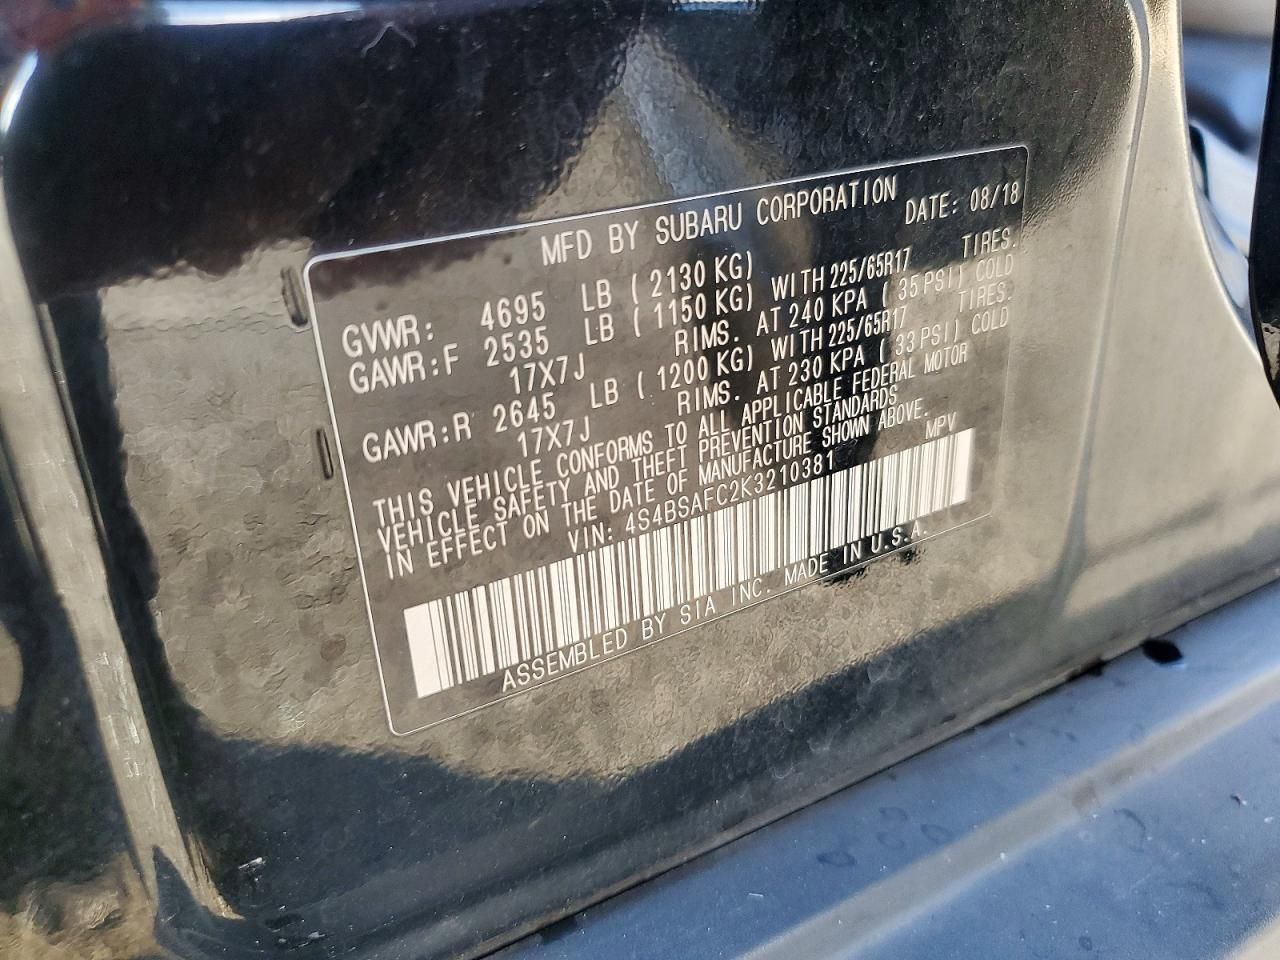 MFD BY SUBARU CORPORATION DATE: 08/18
GVWR: 4695 LB ( 2130 KG)
GAWR:F 2535 LB ( 1150 KG) WITH 225/65R17 TIRES.
17X7J RIMS. AT 240 KPA ( 35 PSI) COLD
GAWR:R 2645 LB ( 1200 KG) WITH 225/65R17 TIRES.
17X7J RIMS. AT 230 KPA ( 33 PSI) COLD
THIS VEHICLE CONFORMS TO ALL APPLICABLE FEDERAL MOTOR
VEHICLE SAFETY AND THEFT PREVENTION STANDARDS
IN EFFECT ON THE DATE OF MANUFACTURE SHOWN ABOVE.
VIN: 4S4BSAFC2K3210381 MPV
ASSEMBLED BY SIA INC. MADE IN U.S.A.